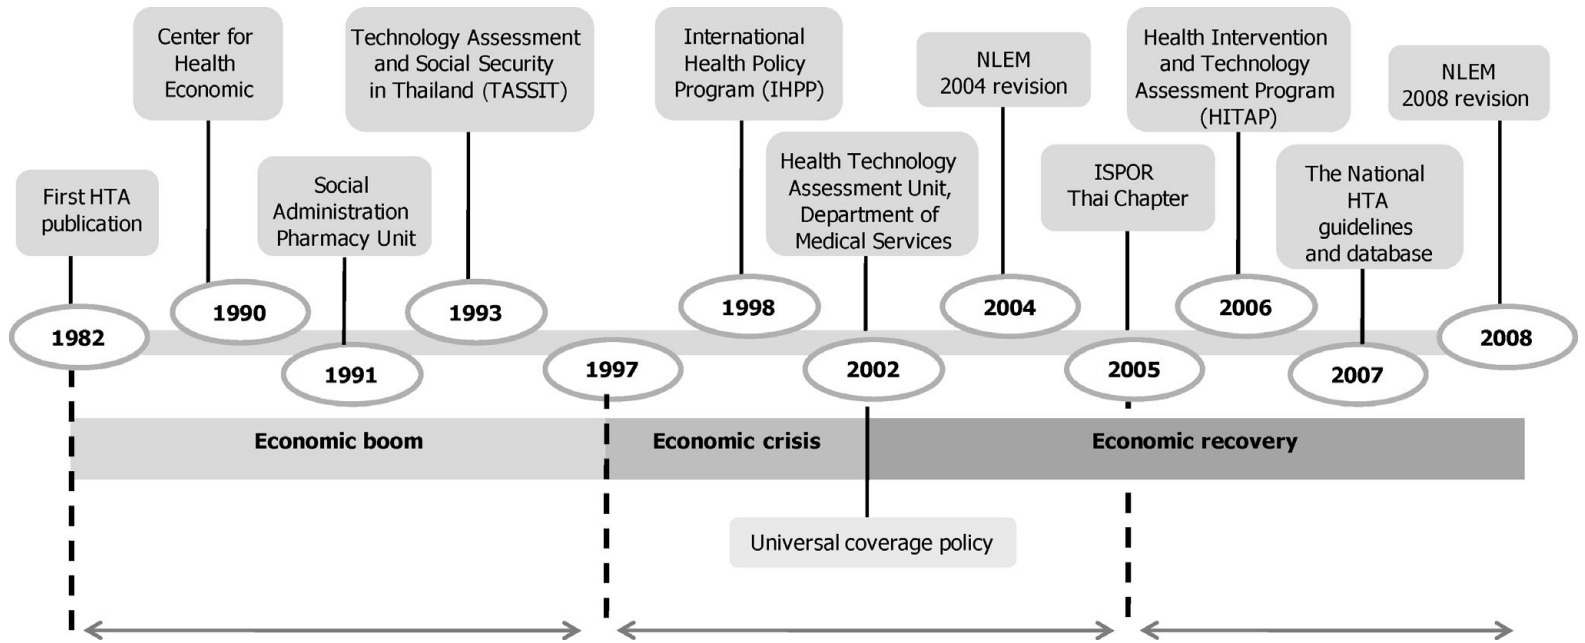 Center for
Health
Economic
Technology Assessment
and Social Security
in Thailand (TASSIT)
International
Health Policy
Program (IHPP)
NLEM
2004 revision
Health Intervention
and Technology
Assessment Program
(HITAP)
NLEM
2008 revision
First HTA
publication
Social
Administration
Pharmacy Unit
Health Technology
Assessment Unit,
Department of
Medical Services
ISPOR
Thai Chapter
The National
HTA
guidelines
and database
1982
1990
1991
1993
1997
1998
2002
2004
2005
2006
2007
2008
Economic boom
Economic crisis
Economic recovery
Universal coverage policy